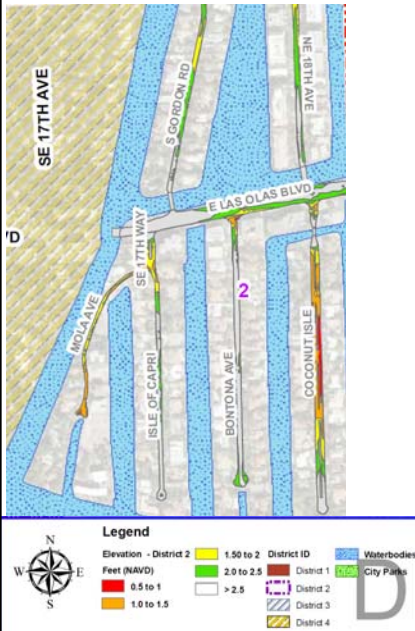 SE 17TH AVE
S GORDON RD
NE 18TH AVE
E LAS OLAS BLVD
SE 17TH WAY
MOLA AVE
ISLE OF CAPRI
BONTONA AVE
COCONUT ISLE
2
N
W E
S
Legend
Elevation - District 2
Feet (NAVD)
0.5 to 1
1.0 to 1.5
1.50 to 2
2.0 to 2.5
> 2.5
District ID
District 1
District 2
District 3
District 4
Waterbodies
City Parks
D